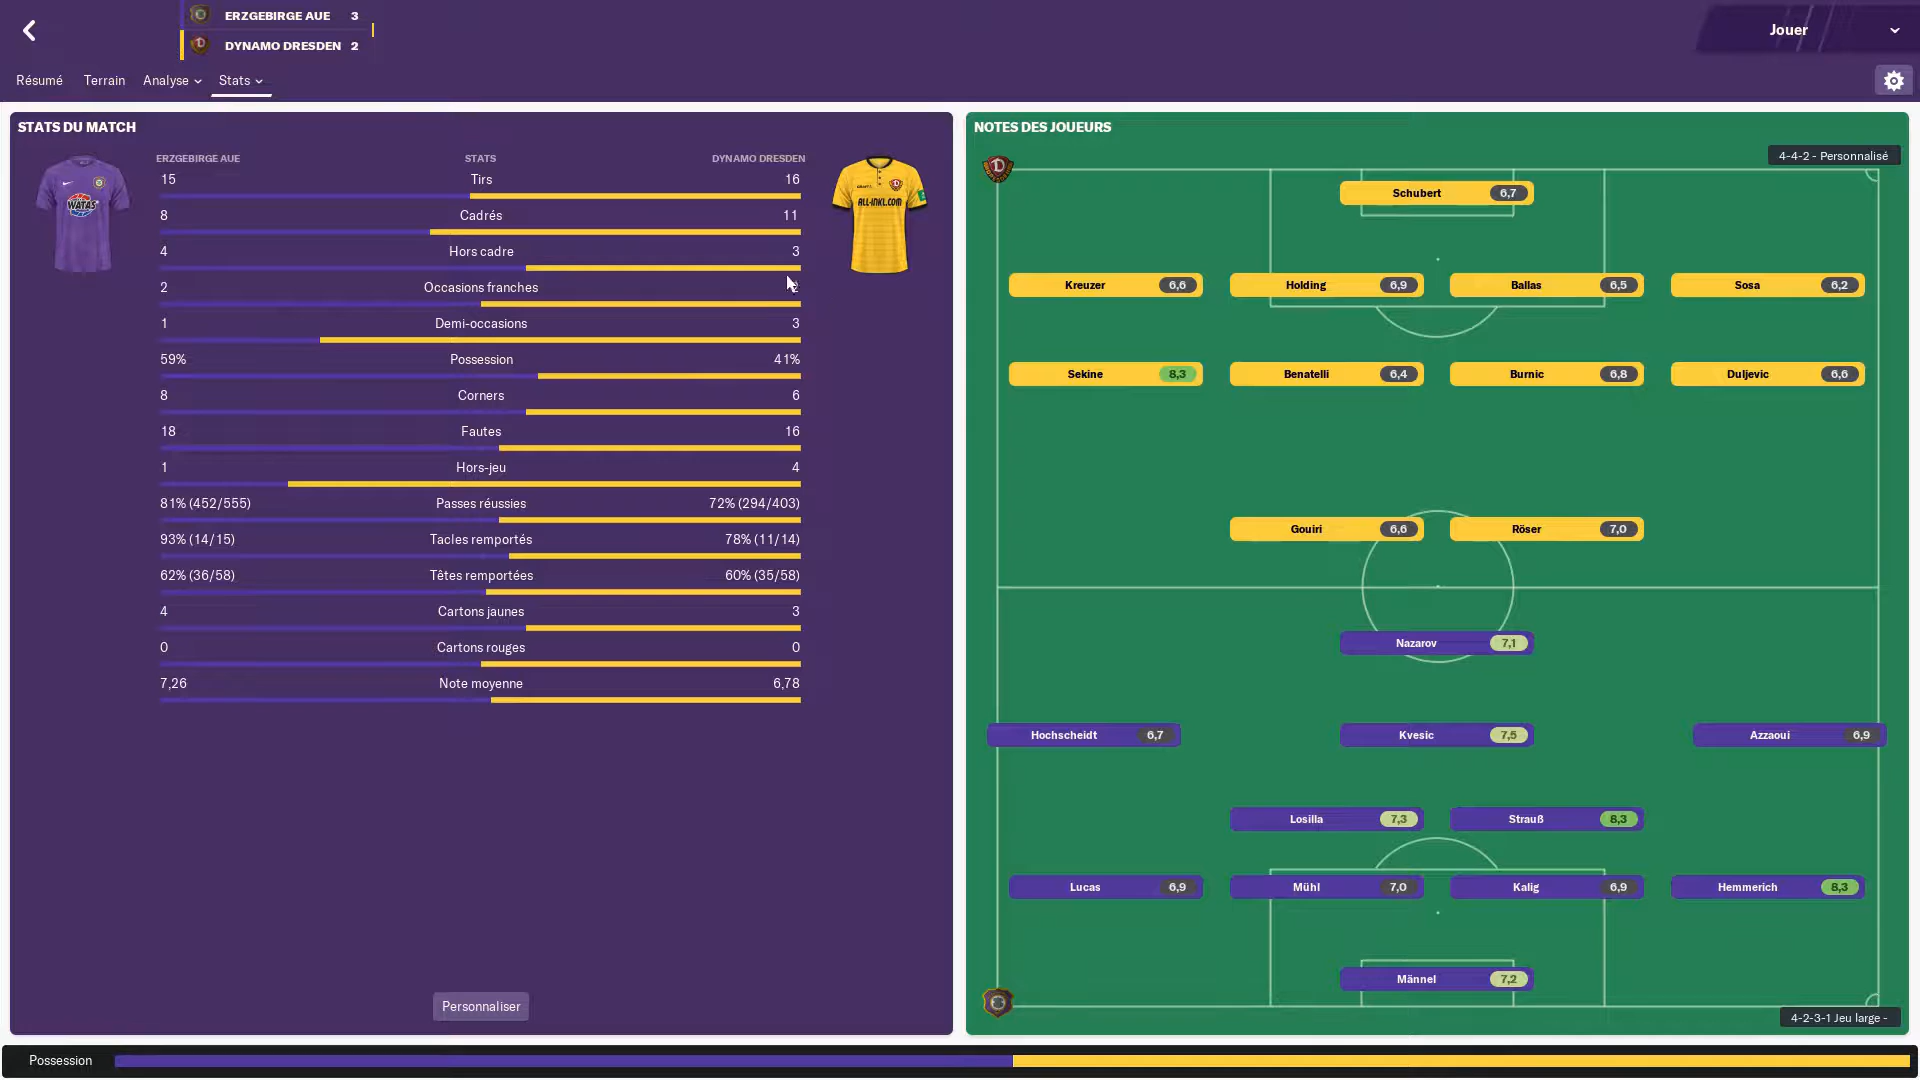 ERZGEBIRGE AUE 3
DYNAMO DRESDEN 2
Jouer
Résumé Terrain Analyse Stats
STATS DU MATCH
ERZGEBIRGE AUE STATS DYNAMO DRESDEN
15 Tirs 16
8 Cadrés 11
4 Hors cadre 3
2 Occasions franches
1 Demi-occasions 3
59% Possession 41%
8 Corners 6
18 Fautes 16
1 Hors-jeu 4
81% (452/555) Passes réussies 72% (294/403)
93% (14/15) Tacles remportés 78% (11/14)
62% (36/58) Têtes remportées 60% (35/58)
4 Cartons jaunes 3
0 Cartons rouges 0
7,26 Note moyenne 6,78
WATAS
ALL-INKL.COM
Personnaliser
NOTES DES JOUEURS
4-4-2 - Personnalisé
Schubert 6,7
Kreuzer 6,6 Holding 6,9 Ballas 6,5 Sosa 6,2
Sekine 8,3 Benatelli 6,4 Burnic 6,8 Duljevic 6,6
Gouiri 6,6 Röser 7,0
Nazarov 7,1
Hochscheidt 6,7 Kvesic 7,5 Azzaoui 6,9
Losilla 7,3 Strauß 8,3
Lucas 6,9 Mühl 7,0 Kalig 6,9 Hemmerich 8,3
Männel 7,2
4-2-3-1 Jeu large -
Possession